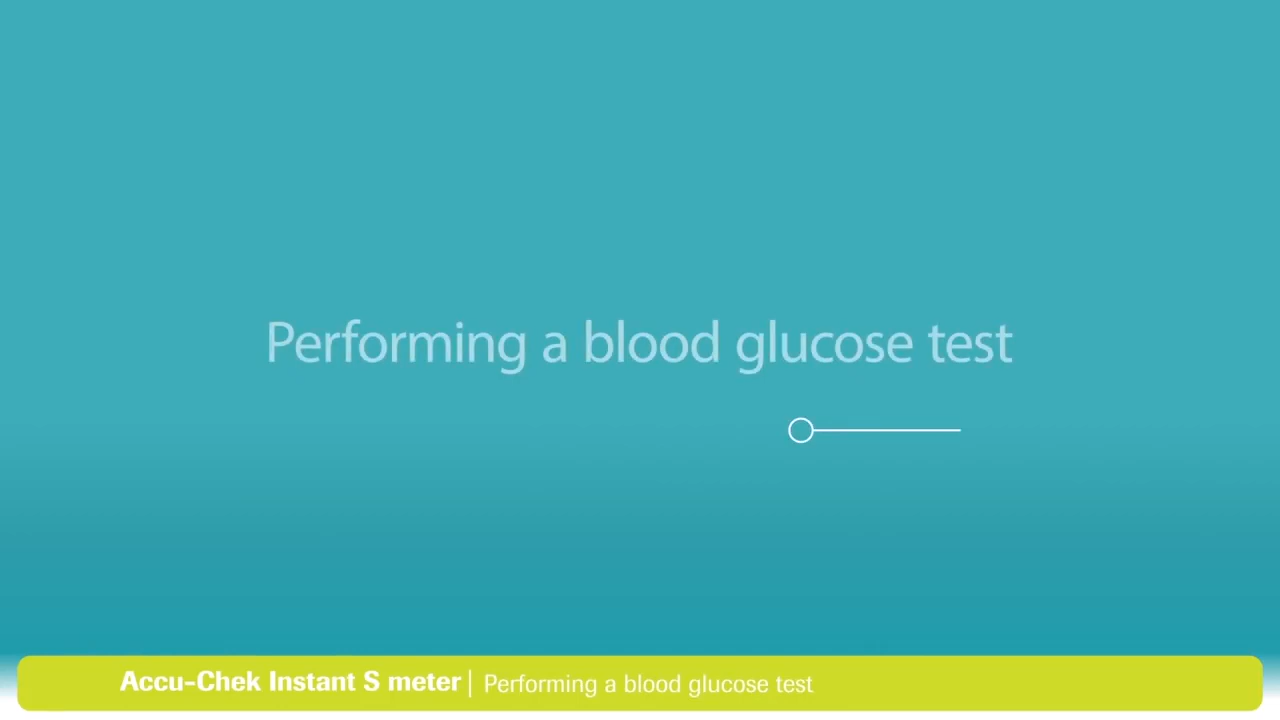 Performing a blood glucose test
Accu-Chek Instant S meter | Performing a blood glucose test